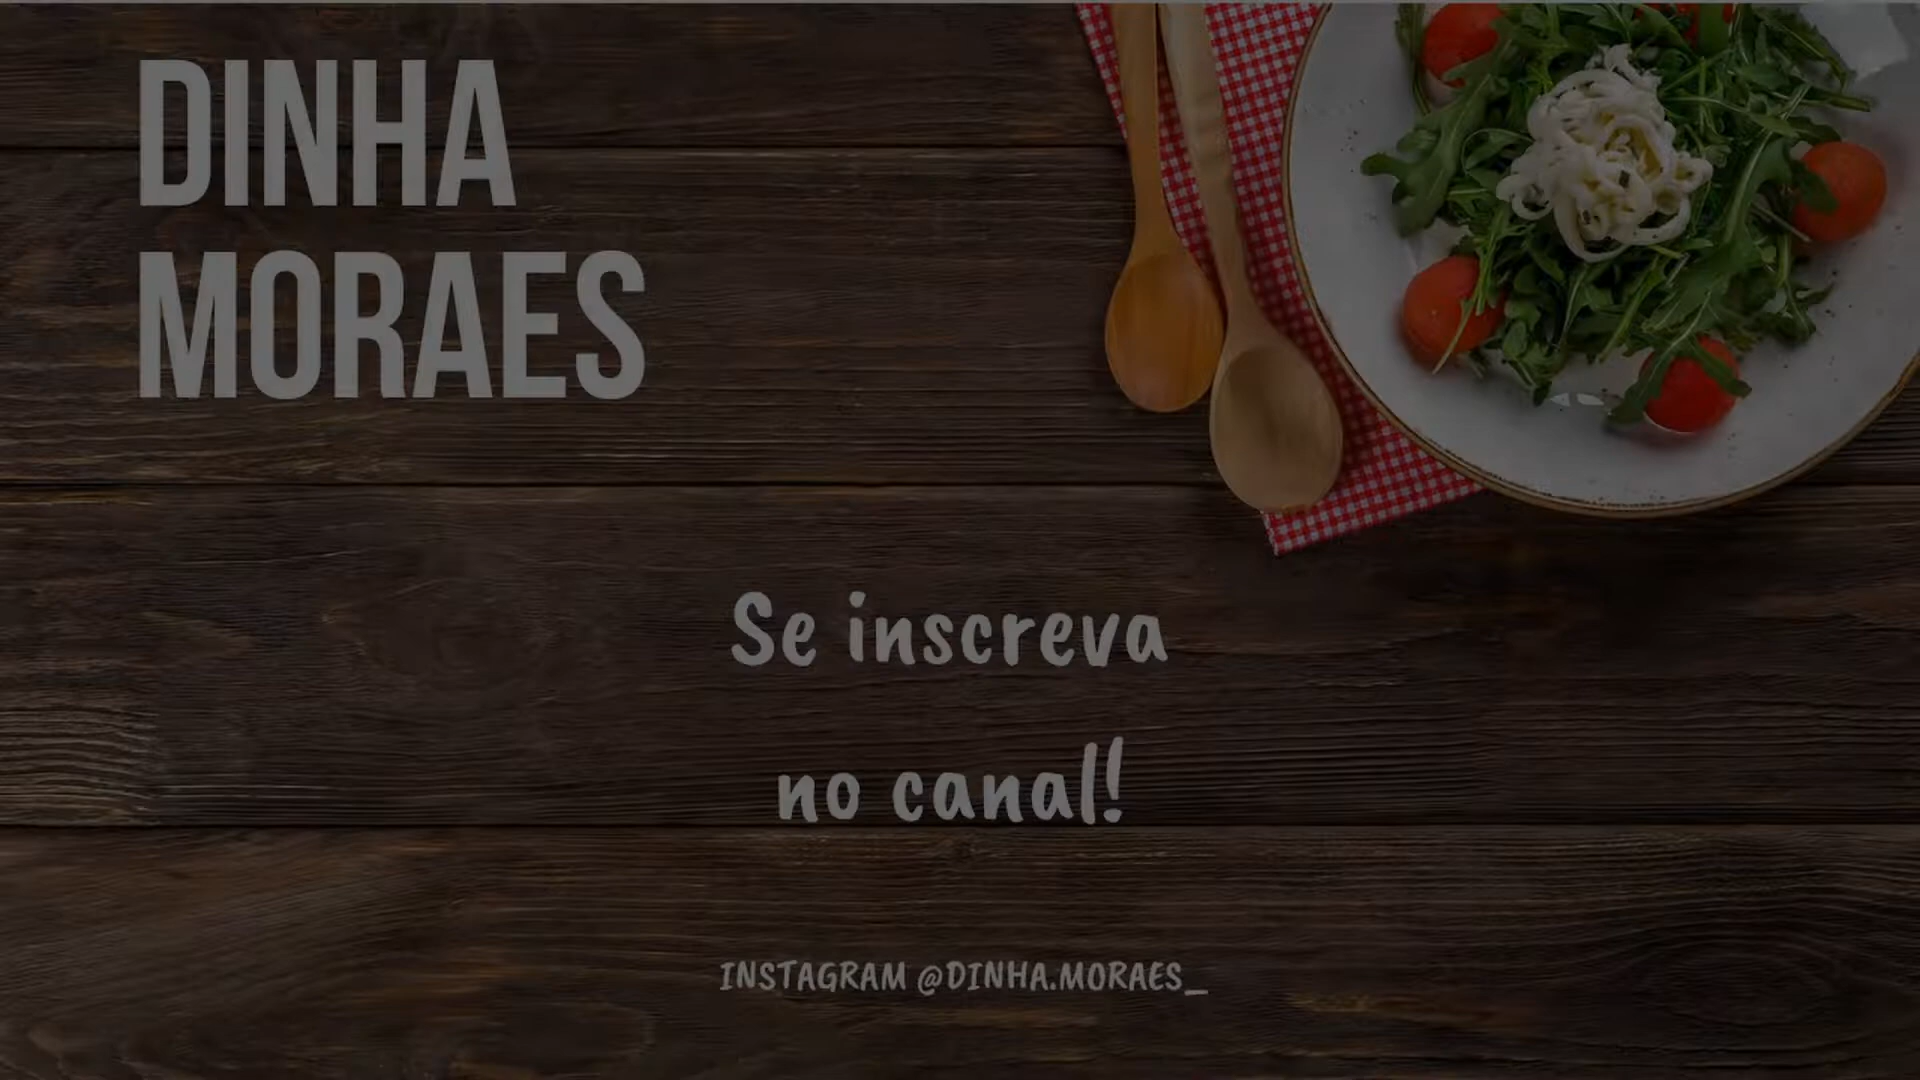 DINHA
MORAES
Se inscreva
no canal!
INSTAGRAM @DINHA.MORAES_